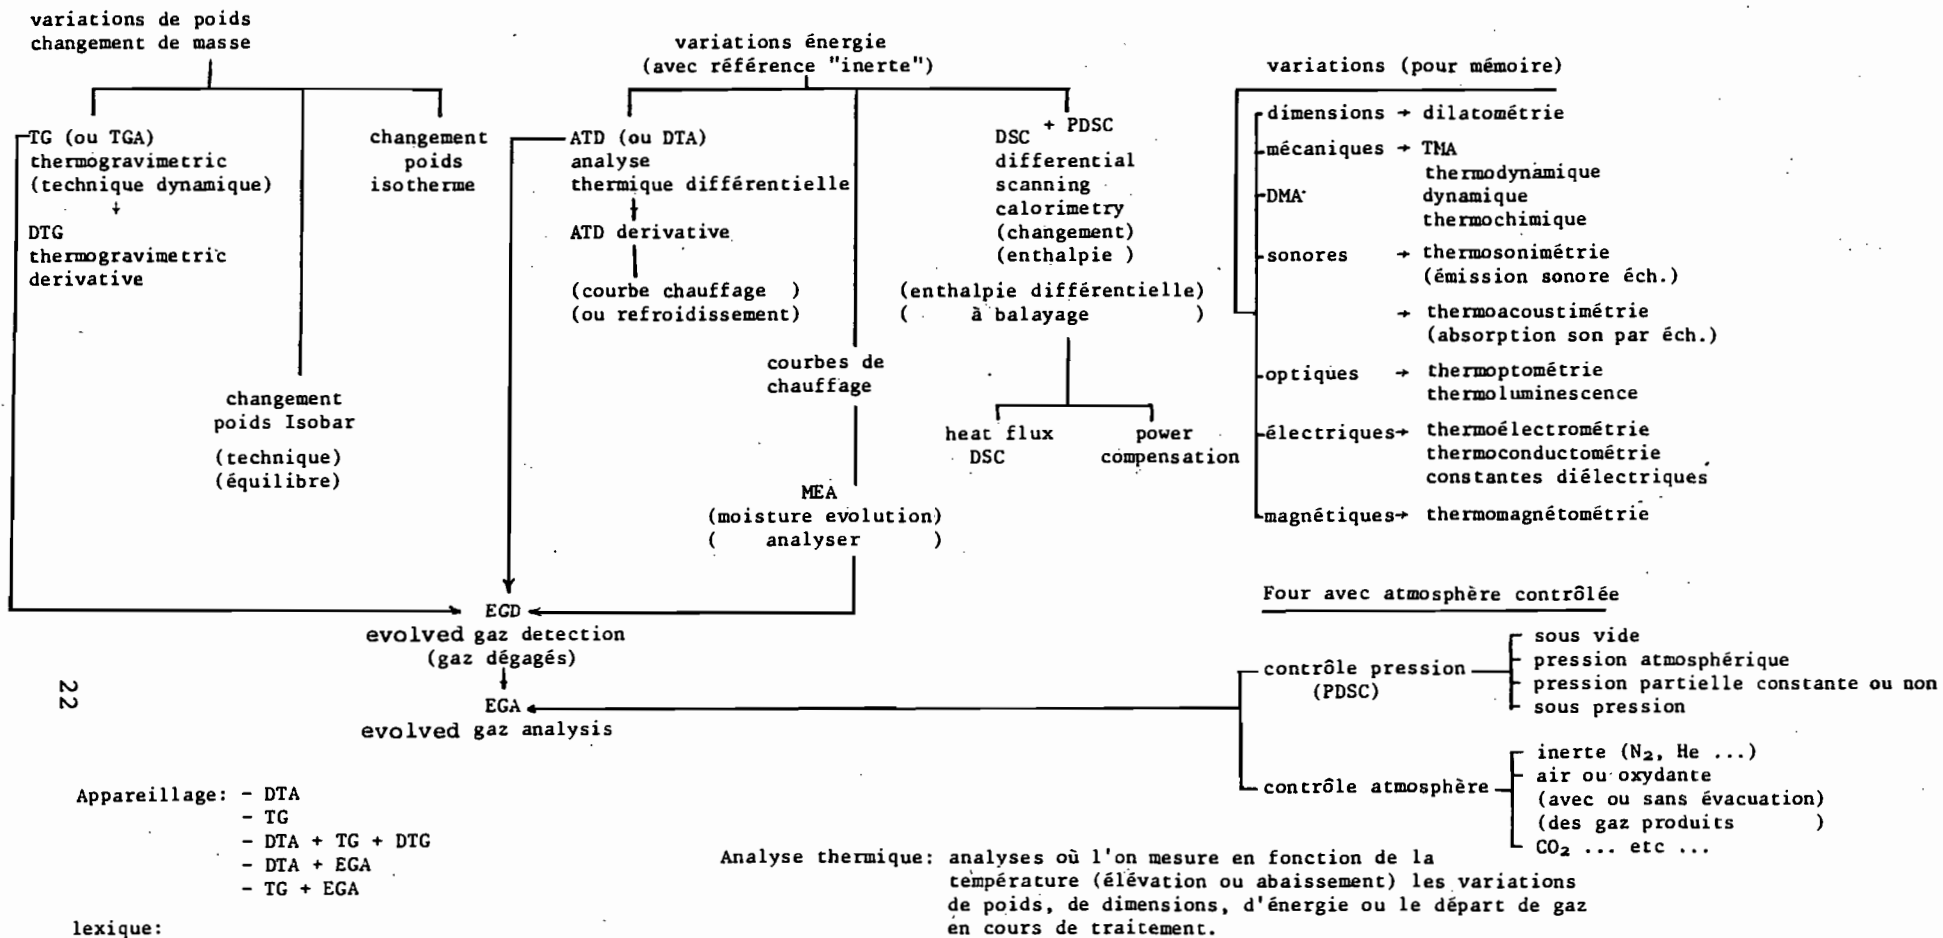 variations de poids
changement de masse
TG (ou TGA)
thermogravimetric
(technique dynamique)
↓
DTG
thermogravimetric
derivative
changement
poids Isobar
(technique)
(équilibre)
changement
poids
isotherme
variations énergie
(avec référence "inerte")
ATD (ou DTA)
analyse
thermique différentielle
ATD derivative
(courbe chauffage )
(ou refroidissement)
courbes de
chauffage
MEA
(moisture evolution)
( analyser )
DSC + PDSC
differential
scanning
calorimetry
(changement)
(enthalpie )
(enthalpie différentielle)
( à balayage )
heat flux
DSC
power
compensation
variations (pour mémoire)
dimensions → dilatométrie
mécaniques → TMA
thermodynamique
DMA dynamique
thermochimique
sonores → thermosonimétrie
(émission sonore éch.)
→ thermoacoustimétrie
(absorption son par éch.)
optiques → thermoptométrie
thermoluminescence
électriques→ thermoélectrométrie
thermoconductométrie
constantes diélectriques
magnétiques→ thermomagnétométrie
EGD
evolved gaz detection
(gaz dégagés)
EGA
evolved gaz analysis
Four avec atmosphère contrôlée
contrôle pression
(PDSC)
sous vide
pression atmosphérique
pression partielle constante ou non
sous pression
contrôle atmosphère
inerte (N₂, He ...)
air ou oxydante
(avec ou sans évacuation)
(des gaz produits )
CO₂ ... etc ...
22
Appareillage: - DTA
- TG
- DTA + TG + DTG
- DTA + EGA
- TG + EGA
lexique:
Analyse thermique: analyses où l'on mesure en fonction de la
température (élévation ou abaissement) les variations
de poids, de dimensions, d'énergie ou le départ de gaz
en cours de traitement.